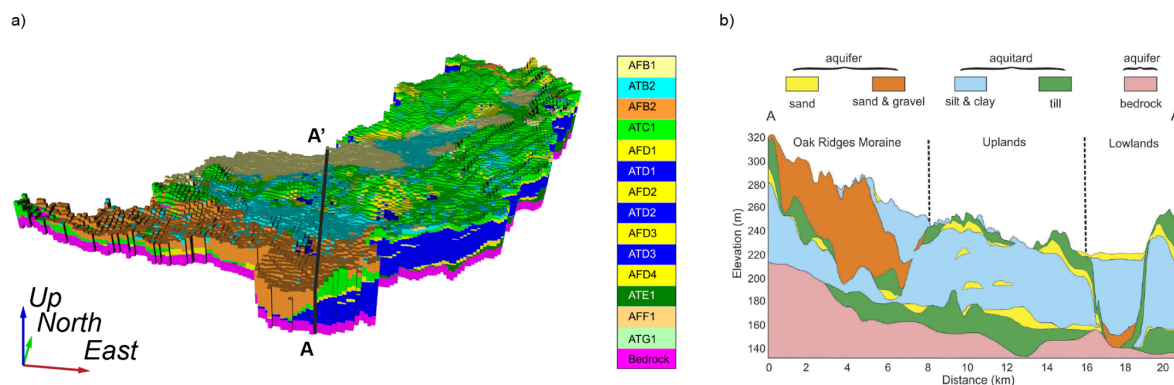 a)
A'
A
Up
North
East
AFB1
ATB2
AFB2
ATC1
AFD1
ATD1
AFD2
ATD2
AFD3
ATD3
AFD4
ATE1
AFF1
ATG1
Bedrock
b)
aquifer aquitard aquifer
sand sand & gravel silt & clay till bedrock
A A
Oak Ridges Moraine Uplands Lowlands
Elevation (m)
320
300
280
260
240
220
200
180
160
140
0 2 4 6 8 10 12 14 16 18 20
Distance (km)